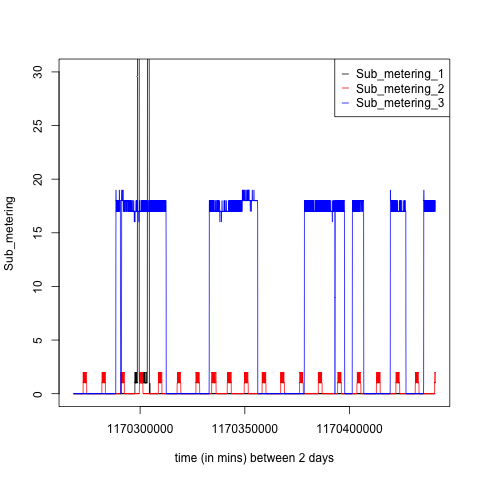 Sub_metering_1
Sub_metering_2
Sub_metering_3
Sub_metering
30
25
20
15
10
5
0
1170300000 1170350000 1170400000
time (in mins) between 2 days